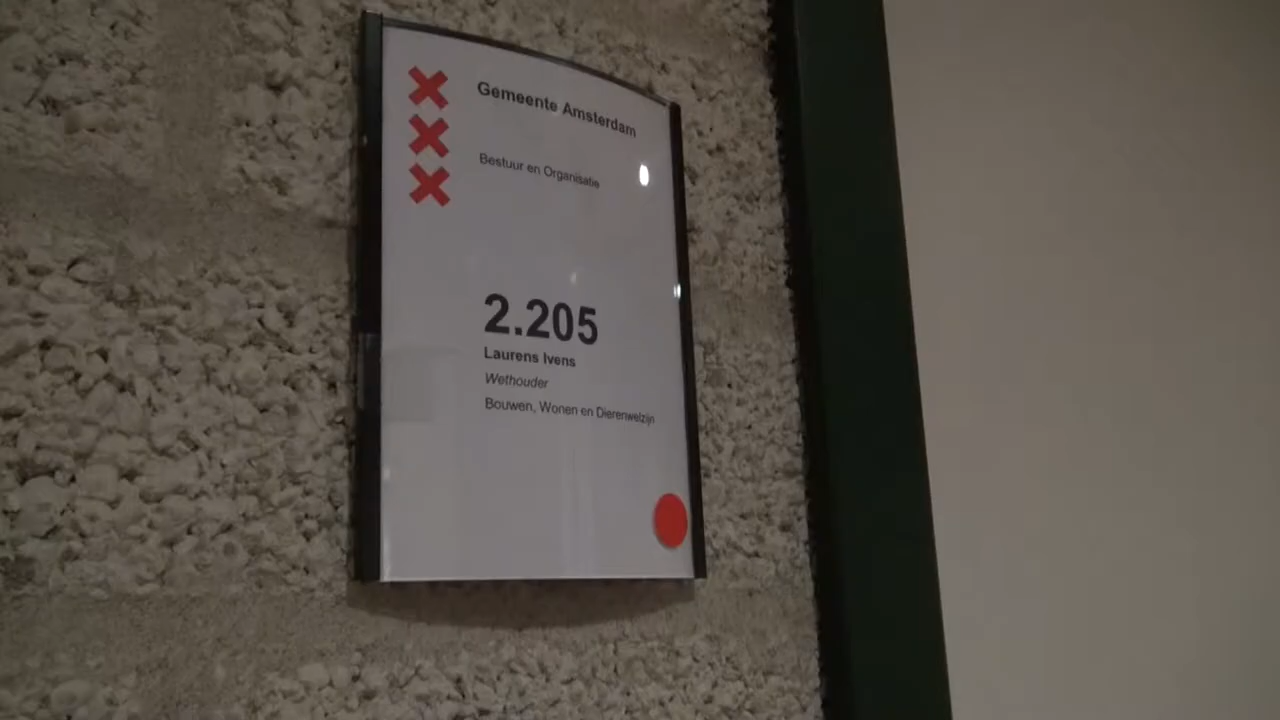 Gemeente Amsterdam
Bestuur en Organisatie
2.205
Laurens Ivens
Wethouder
Bouwen, Wonen en Dierenwelzijn